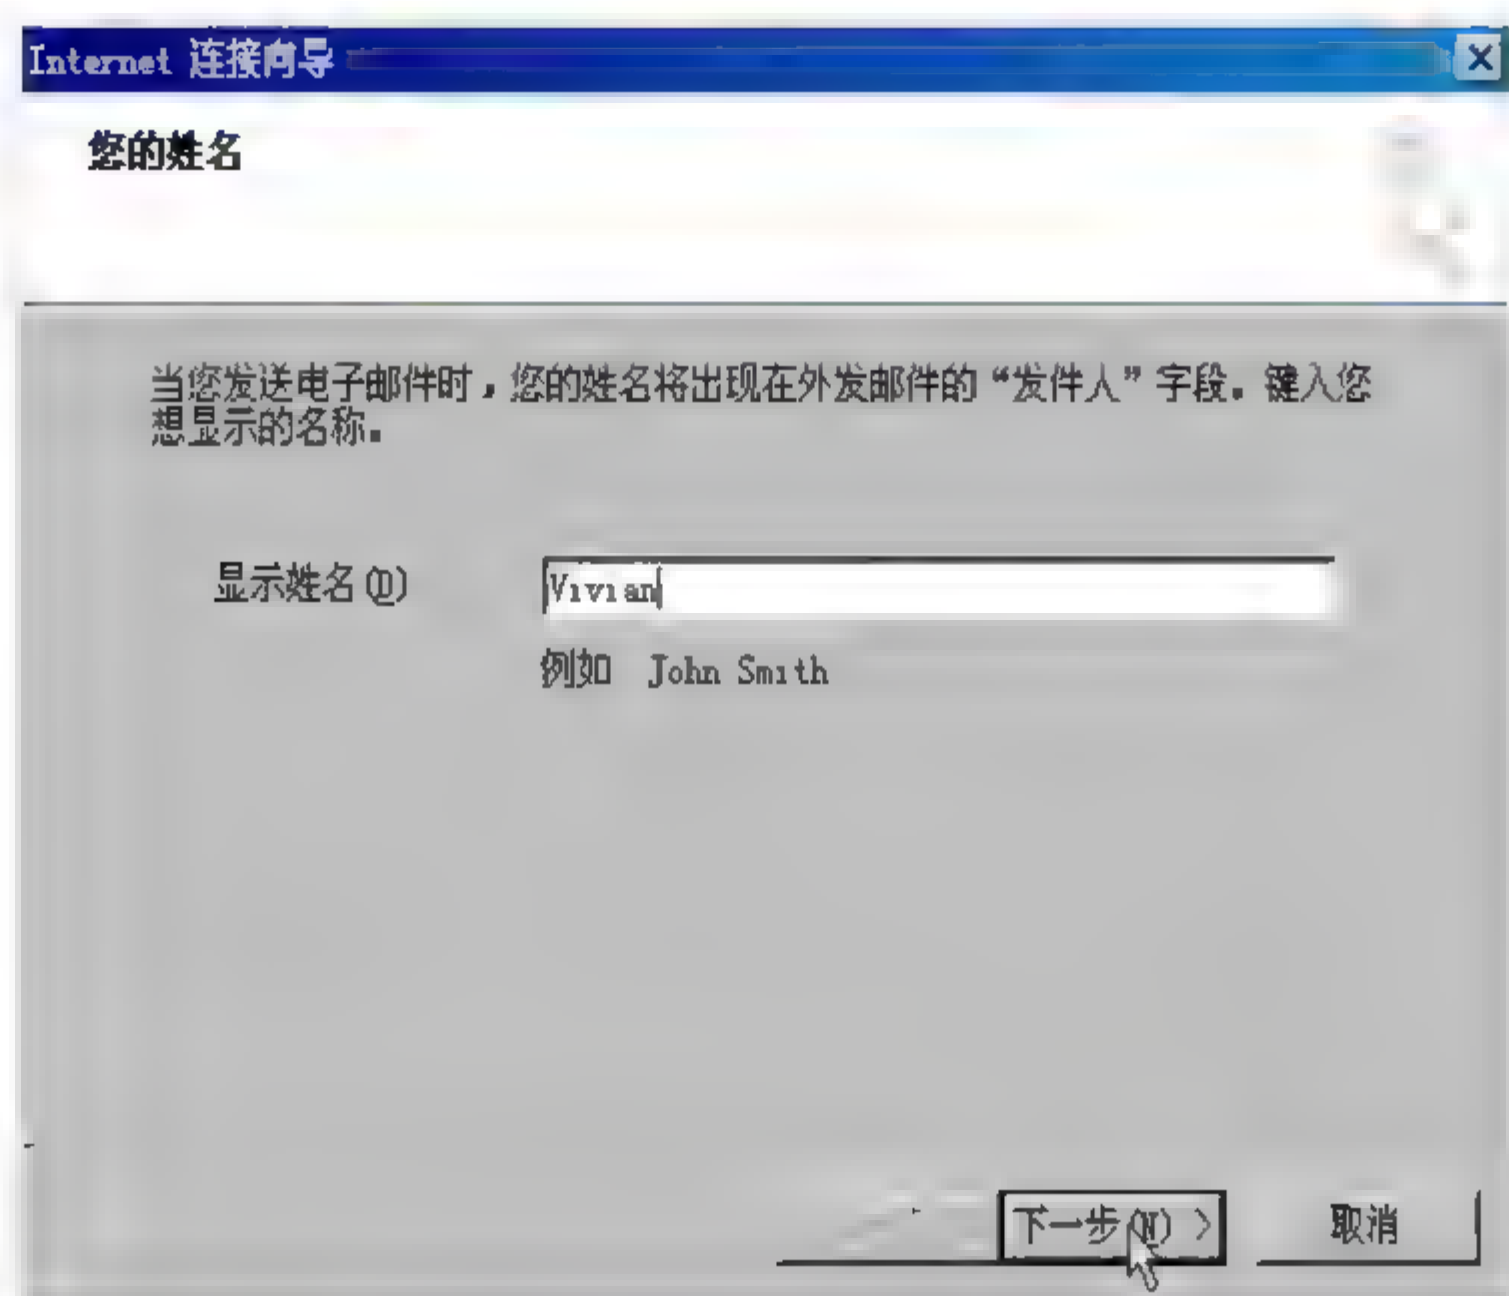 Internet 连接向导
您的姓名
当您发送电子邮件时，您的姓名将出现在外发邮件的“发件人”字段。键入您
想显示的名称。
显示姓名(D)
Vivian
例如 John Smith
下一步(N) >
取消